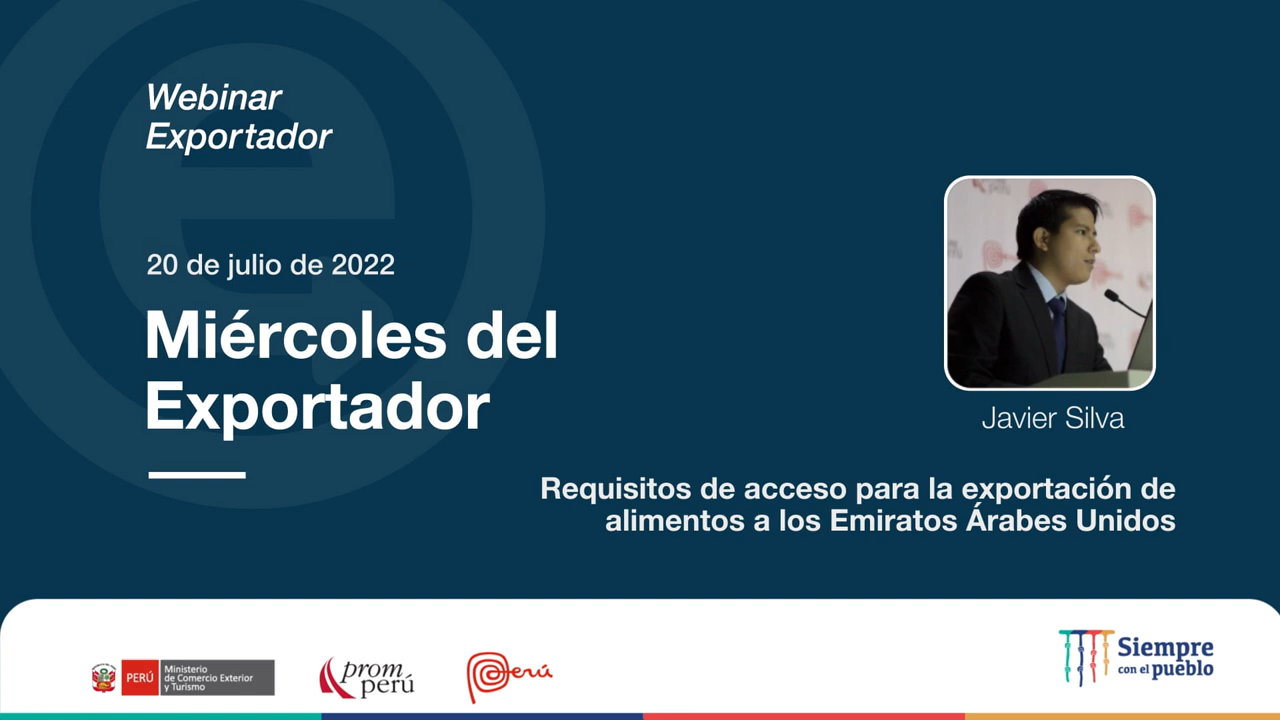 Webinar
Exportador
20 de julio de 2022
Miércoles del
Exportador
Javier Silva
Requisitos de acceso para la exportación de
alimentos a los Emiratos Árabes Unidos
PERÚ
Ministerio
de Comercio Exterior
y Turismo
prom
perú
Perú
Siempre
con el pueblo